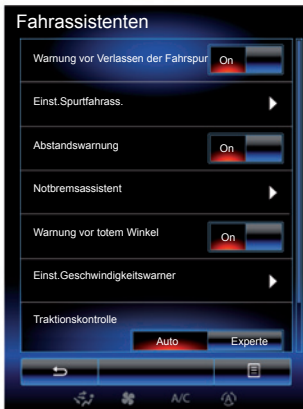 Fahrassistenten
Warnung vor Verlassen der Fahrspur On
Einst.Spurtfahrass.
Abstandswarnung On
Notbremsassistent
Warnung vor totem Winkel On
Einst.Geschwindigkeitswarner
Traktionskontrolle
Auto Experte
A/C A